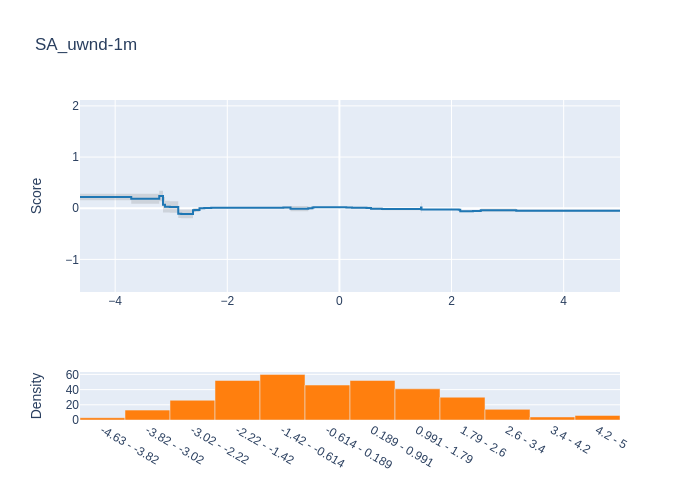 SA_uwnd-1m
Score
2
1
0
−1
−4
−2
0
2
4
Density
60
40
20
0
-4.63 - -3.82
-3.82 - -3.02
-3.02 - -2.22
-2.22 - -1.42
-1.42 - -0.614
-0.614 - 0.189
0.189 - 0.991
0.991 - 1.79
1.79 - 2.6
2.6 - 3.4
3.4 - 4.2
4.2 - 5